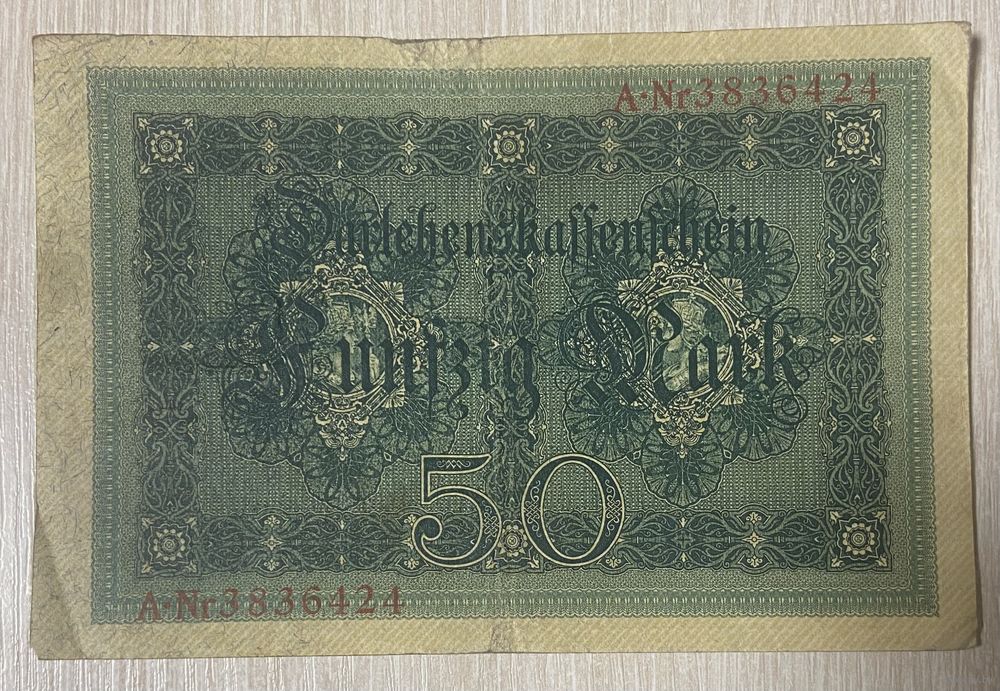 A·Nr3836424
Darlehenskassenschein
Fünfzig Mark
50
A·Nr3836424